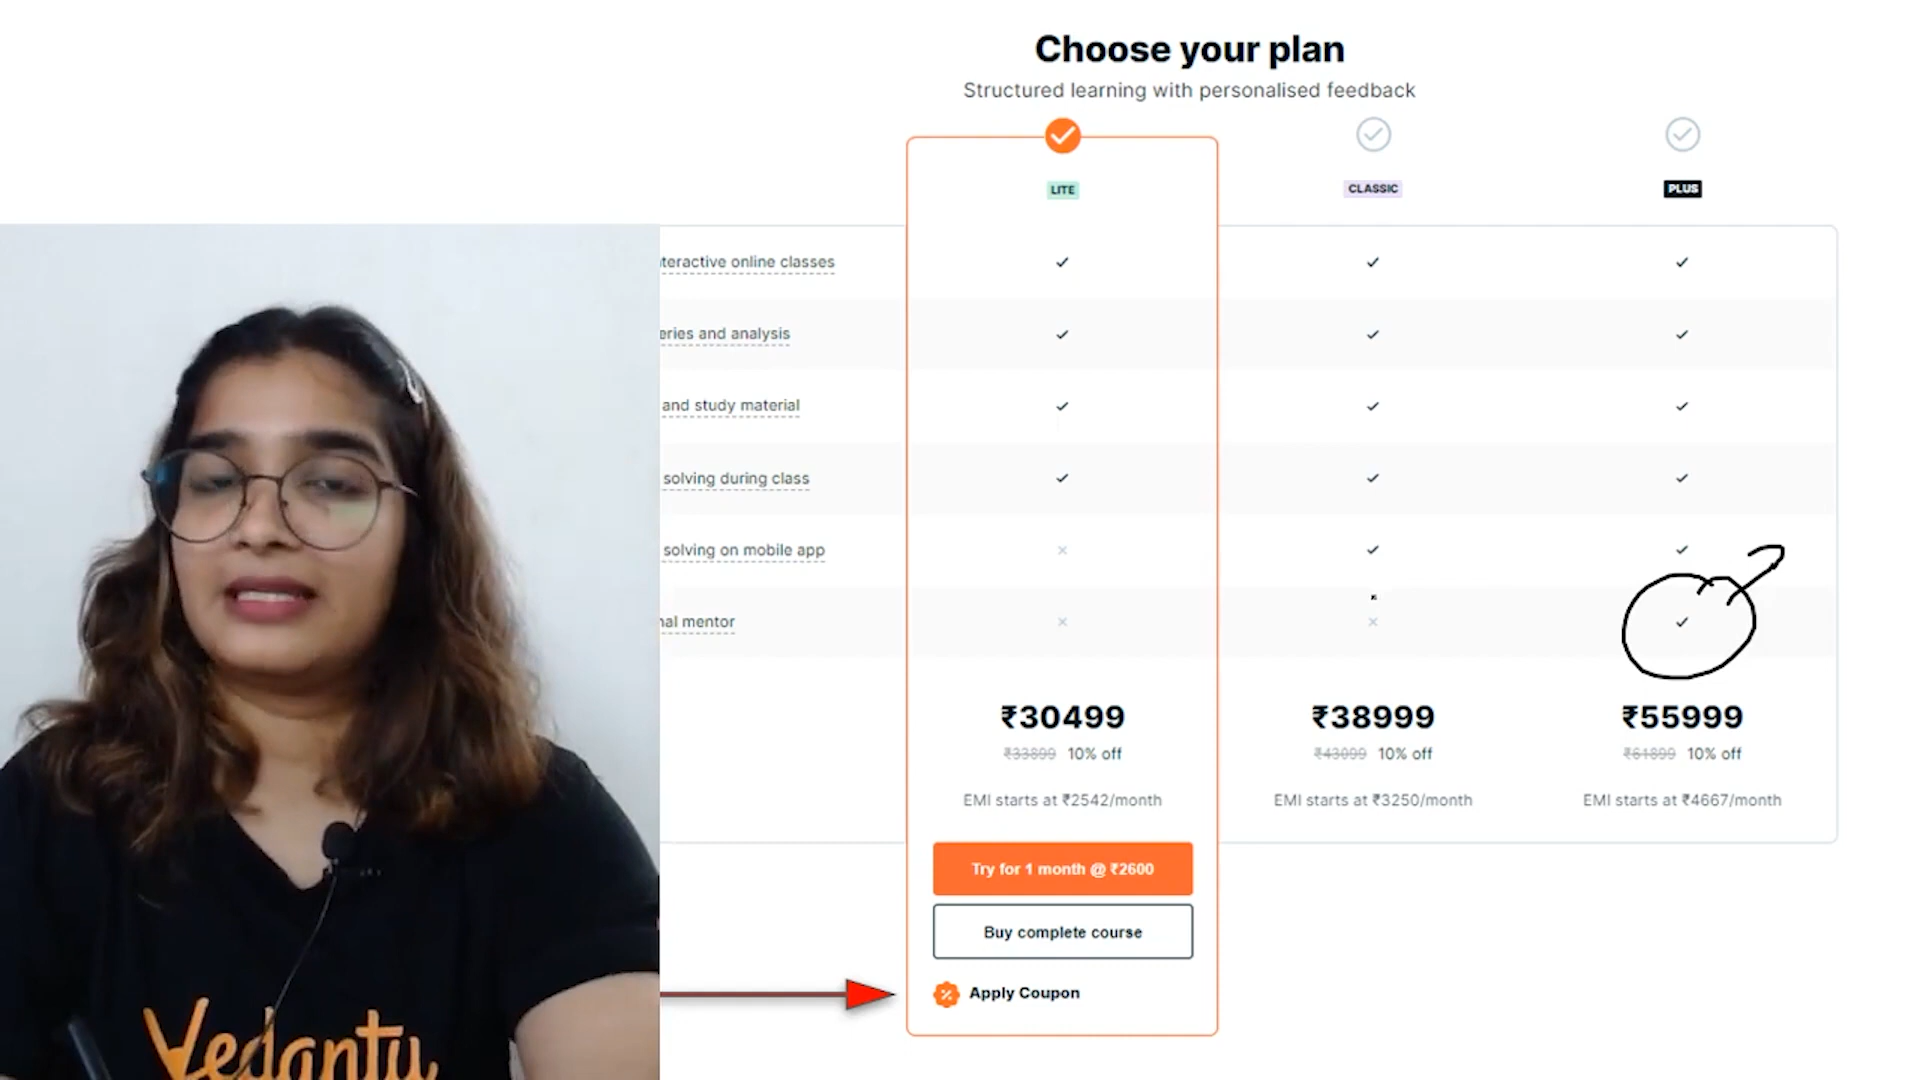 Choose your plan
Structured learning with personalised feedback
LITE CLASSIC PLUS
nteractive online classes
eries and analysis
and study material
solving during class
solving on mobile app
nal mentor
₹30499 ₹38999 ₹55999
₹33899 10% off ₹43099 10% off ₹61899 10% off
EMI starts at ₹2542/month EMI starts at ₹3250/month EMI starts at ₹4667/month
Try for 1 month @ ₹2600
Buy complete course
Apply Coupon
Vedantu